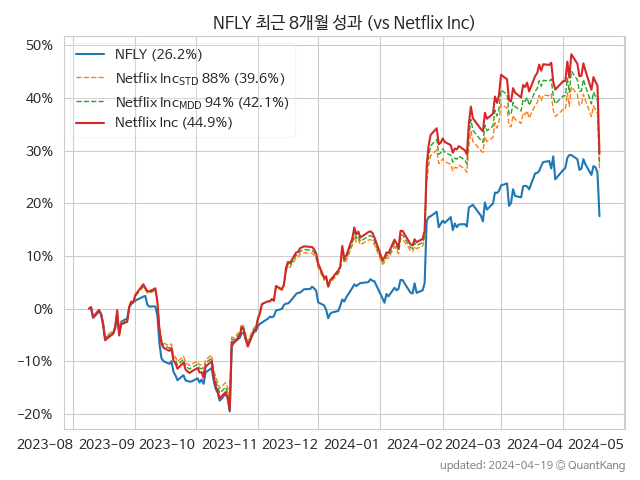 NFLY 최근 8개월 성과 (vs Netflix Inc)
NFLY (26.2%)
Netflix Inc_STD 88% (39.6%)
Netflix Inc_MDD 94% (42.1%)
Netflix Inc (44.9%)
50%
40%
30%
20%
10%
0%
−10%
−20%
2023-08 2023-09 2023-10 2023-11 2023-12 2024-01 2024-02 2024-03 2024-04 2024-05
updated: 2024-04-19 © QuantKang